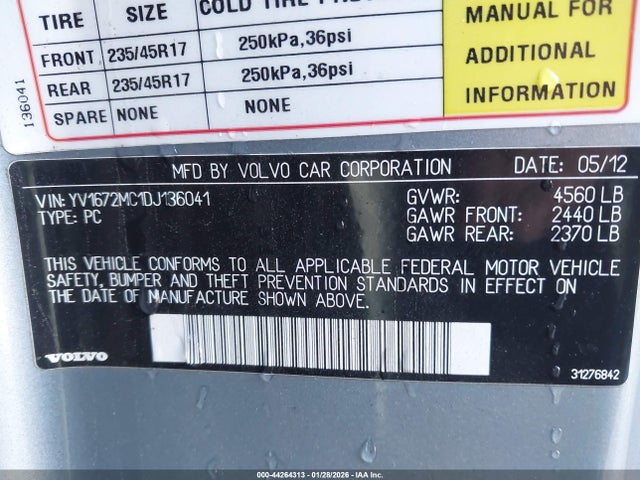 TIRE SIZE
MANUAL FOR
FRONT 235/45R17 250kPa,36psi
ADDITIONAL
REAR 235/45R17 250kPa,36psi
INFORMATION
SPARE NONE NONE
136041
MFD BY VOLVO CAR CORPORATION DATE: 05/12
VIN: YV1672MC1DJ136041 GVWR: 4560 LB
TYPE: PC GAWR FRONT: 2440 LB
GAWR REAR: 2370 LB
THIS VEHICLE CONFORMS TO ALL APPLICABLE FEDERAL MOTOR VEHICLE
SAFETY, BUMPER AND THEFT PREVENTION STANDARDS IN EFFECT ON
THE DATE OF MANUFACTURE SHOWN ABOVE.
VOLVO
31276842
000-44264313 - 01/28/2026 - IAA Inc.